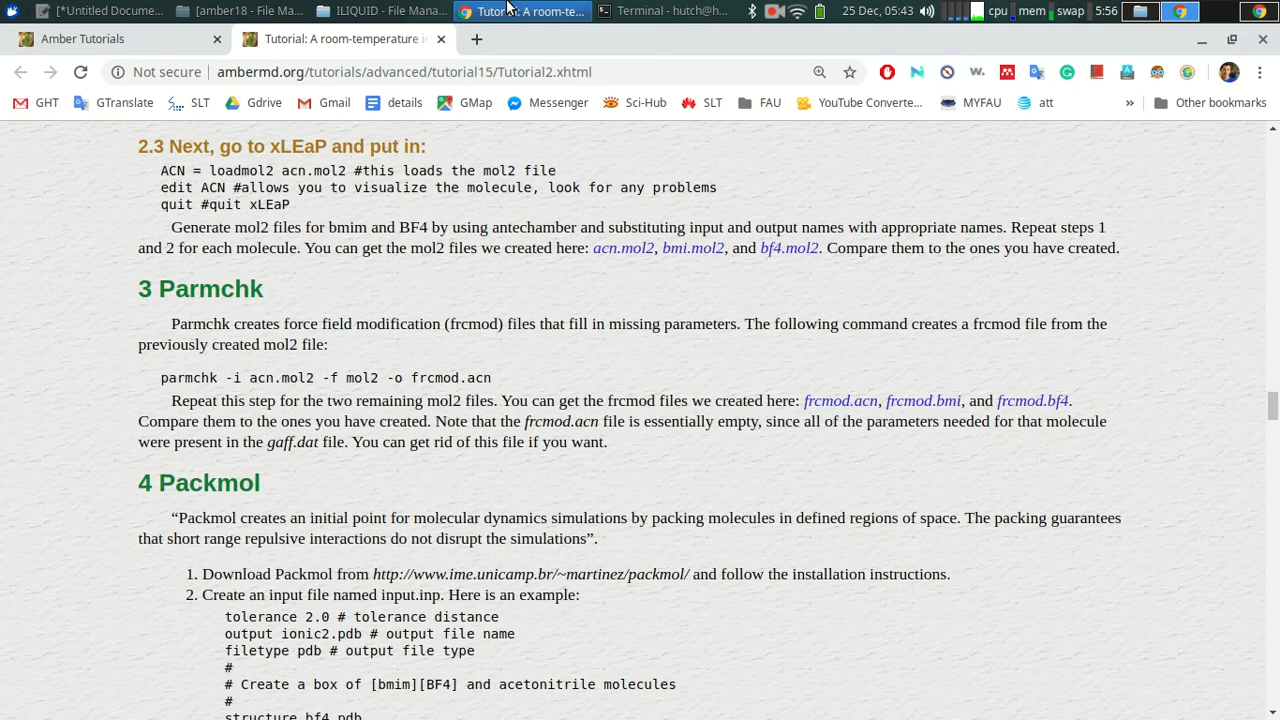 [*Untitled Docume...
[amber18 - File Ma...
ILIQUID - File Mana...
Tutorial: A room-te...
Terminal - hutch@h...
25 Dec, 05:43
cpu
mem
swap
5:56
Amber Tutorials
Tutorial: A room-temperature i
Not secure
ambermd.org/tutorials/advanced/tutorial15/Tutorial2.xhtml
GHT
GTranslate
SLT
Gdrive
Gmail
details
GMap
Messenger
Sci-Hub
SLT
FAU
YouTube Converte...
MYFAU
att
»
Other bookmarks
2.3 Next, go to xLEaP and put in:
ACN = loadmol2 acn.mol2 #this loads the mol2 file
edit ACN #allows you to visualize the molecule, look for any problems
quit #quit xLEaP
Generate mol2 files for bmim and BF4 by using antechamber and substituting input and output names with appropriate names. Repeat steps 1
and 2 for each molecule. You can get the mol2 files we created here: acn.mol2, bmi.mol2, and bf4.mol2. Compare them to the ones you have created.
3 Parmchk
Parmchk creates force field modification (frcmod) files that fill in missing parameters. The following command creates a frcmod file from the
previously created mol2 file:
parmchk -i acn.mol2 -f mol2 -o frcmod.acn
Repeat this step for the two remaining mol2 files. You can get the frcmod files we created here: frcmod.acn, frcmod.bmi, and frcmod.bf4.
Compare them to the ones you have created. Note that the frcmod.acn file is essentially empty, since all of the parameters needed for that molecule
were present in the gaff.dat file. You can get rid of this file if you want.
4 Packmol
“Packmol creates an initial point for molecular dynamics simulations by packing molecules in defined regions of space. The packing guarantees
that short range repulsive interactions do not disrupt the simulations”.
1. Download Packmol from http://www.ime.unicamp.br/~martinez/packmol/ and follow the installation instructions.
2. Create an input file named input.inp. Here is an example:
tolerance 2.0 # tolerance distance
output ionic2.pdb # output file name
filetype pdb # output file type
#
# Create a box of [bmim][BF4] and acetonitrile molecules
#
structure bf4.pdb